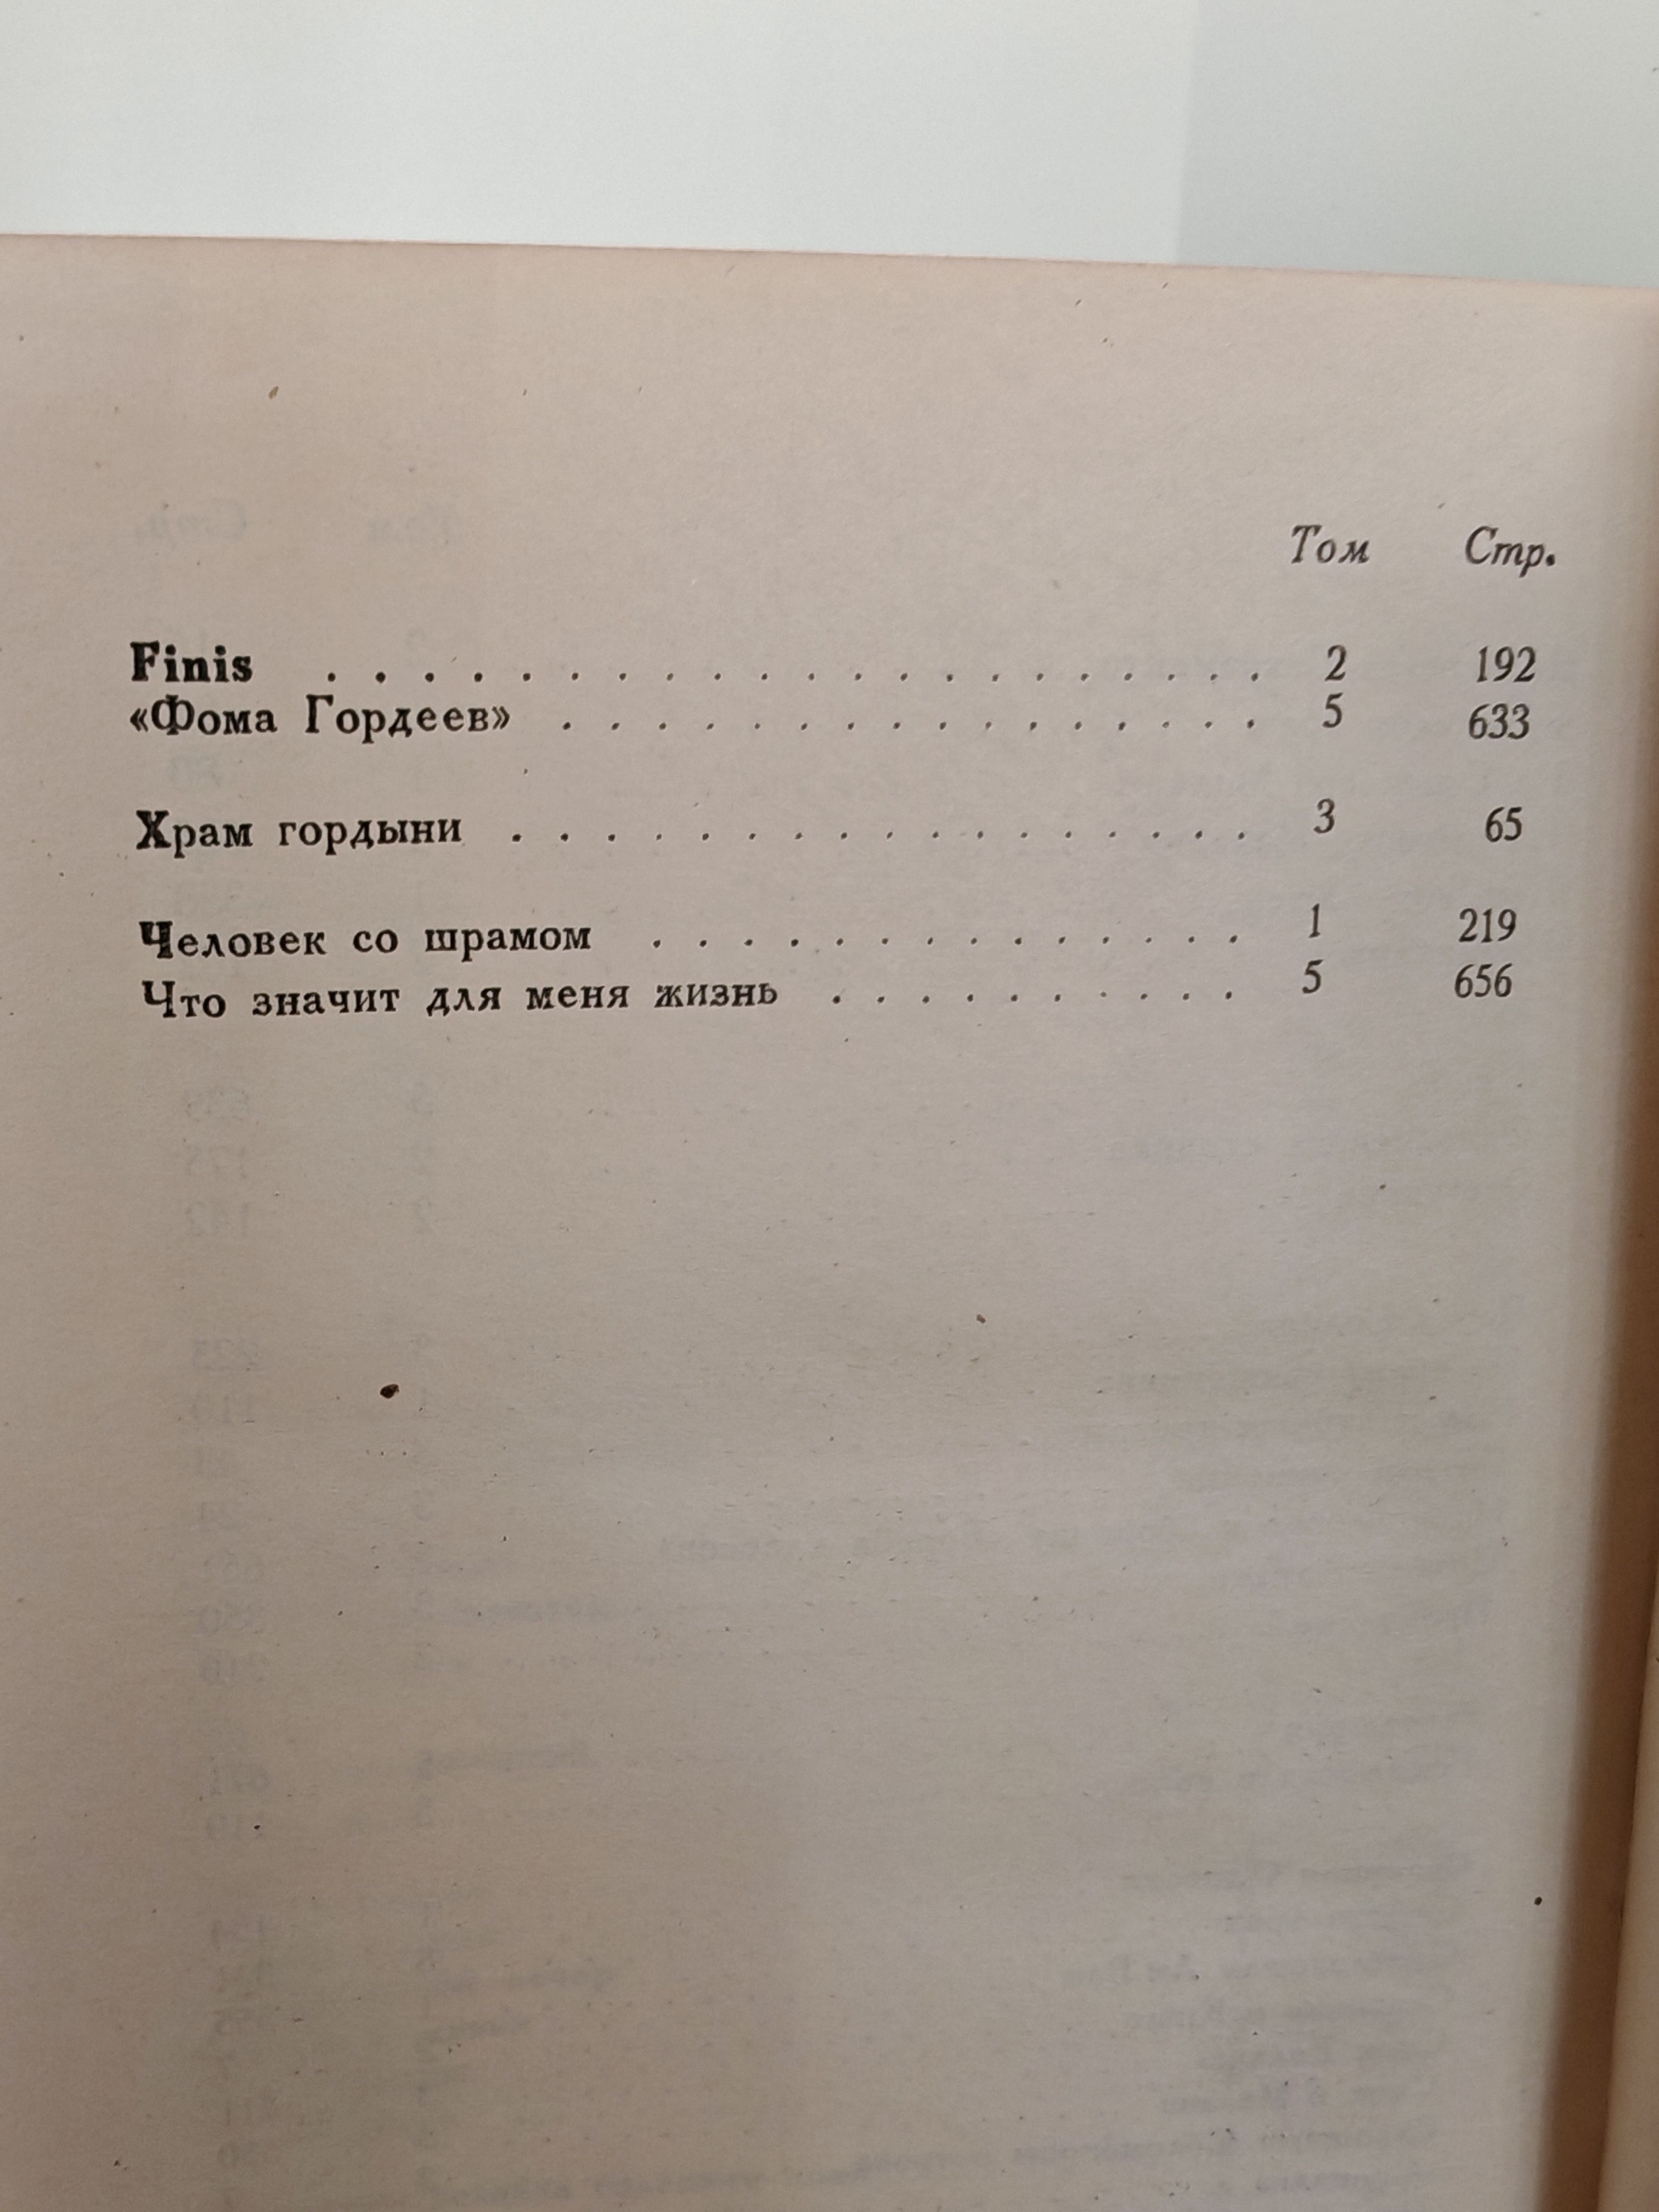 Том Стр.
Finis . . . . . . . . . . . . . . . . . . . . 2 192
«Фома Гордеев» . . . . . . . . . . . . . . . 5 633
Храм гордыни . . . . . . . . . . . . . . . . 3 65
Человек со шрамом . . . . . . . . . . . . . 1 219
Что значит для меня жизнь . . . . . . . . . . 5 656